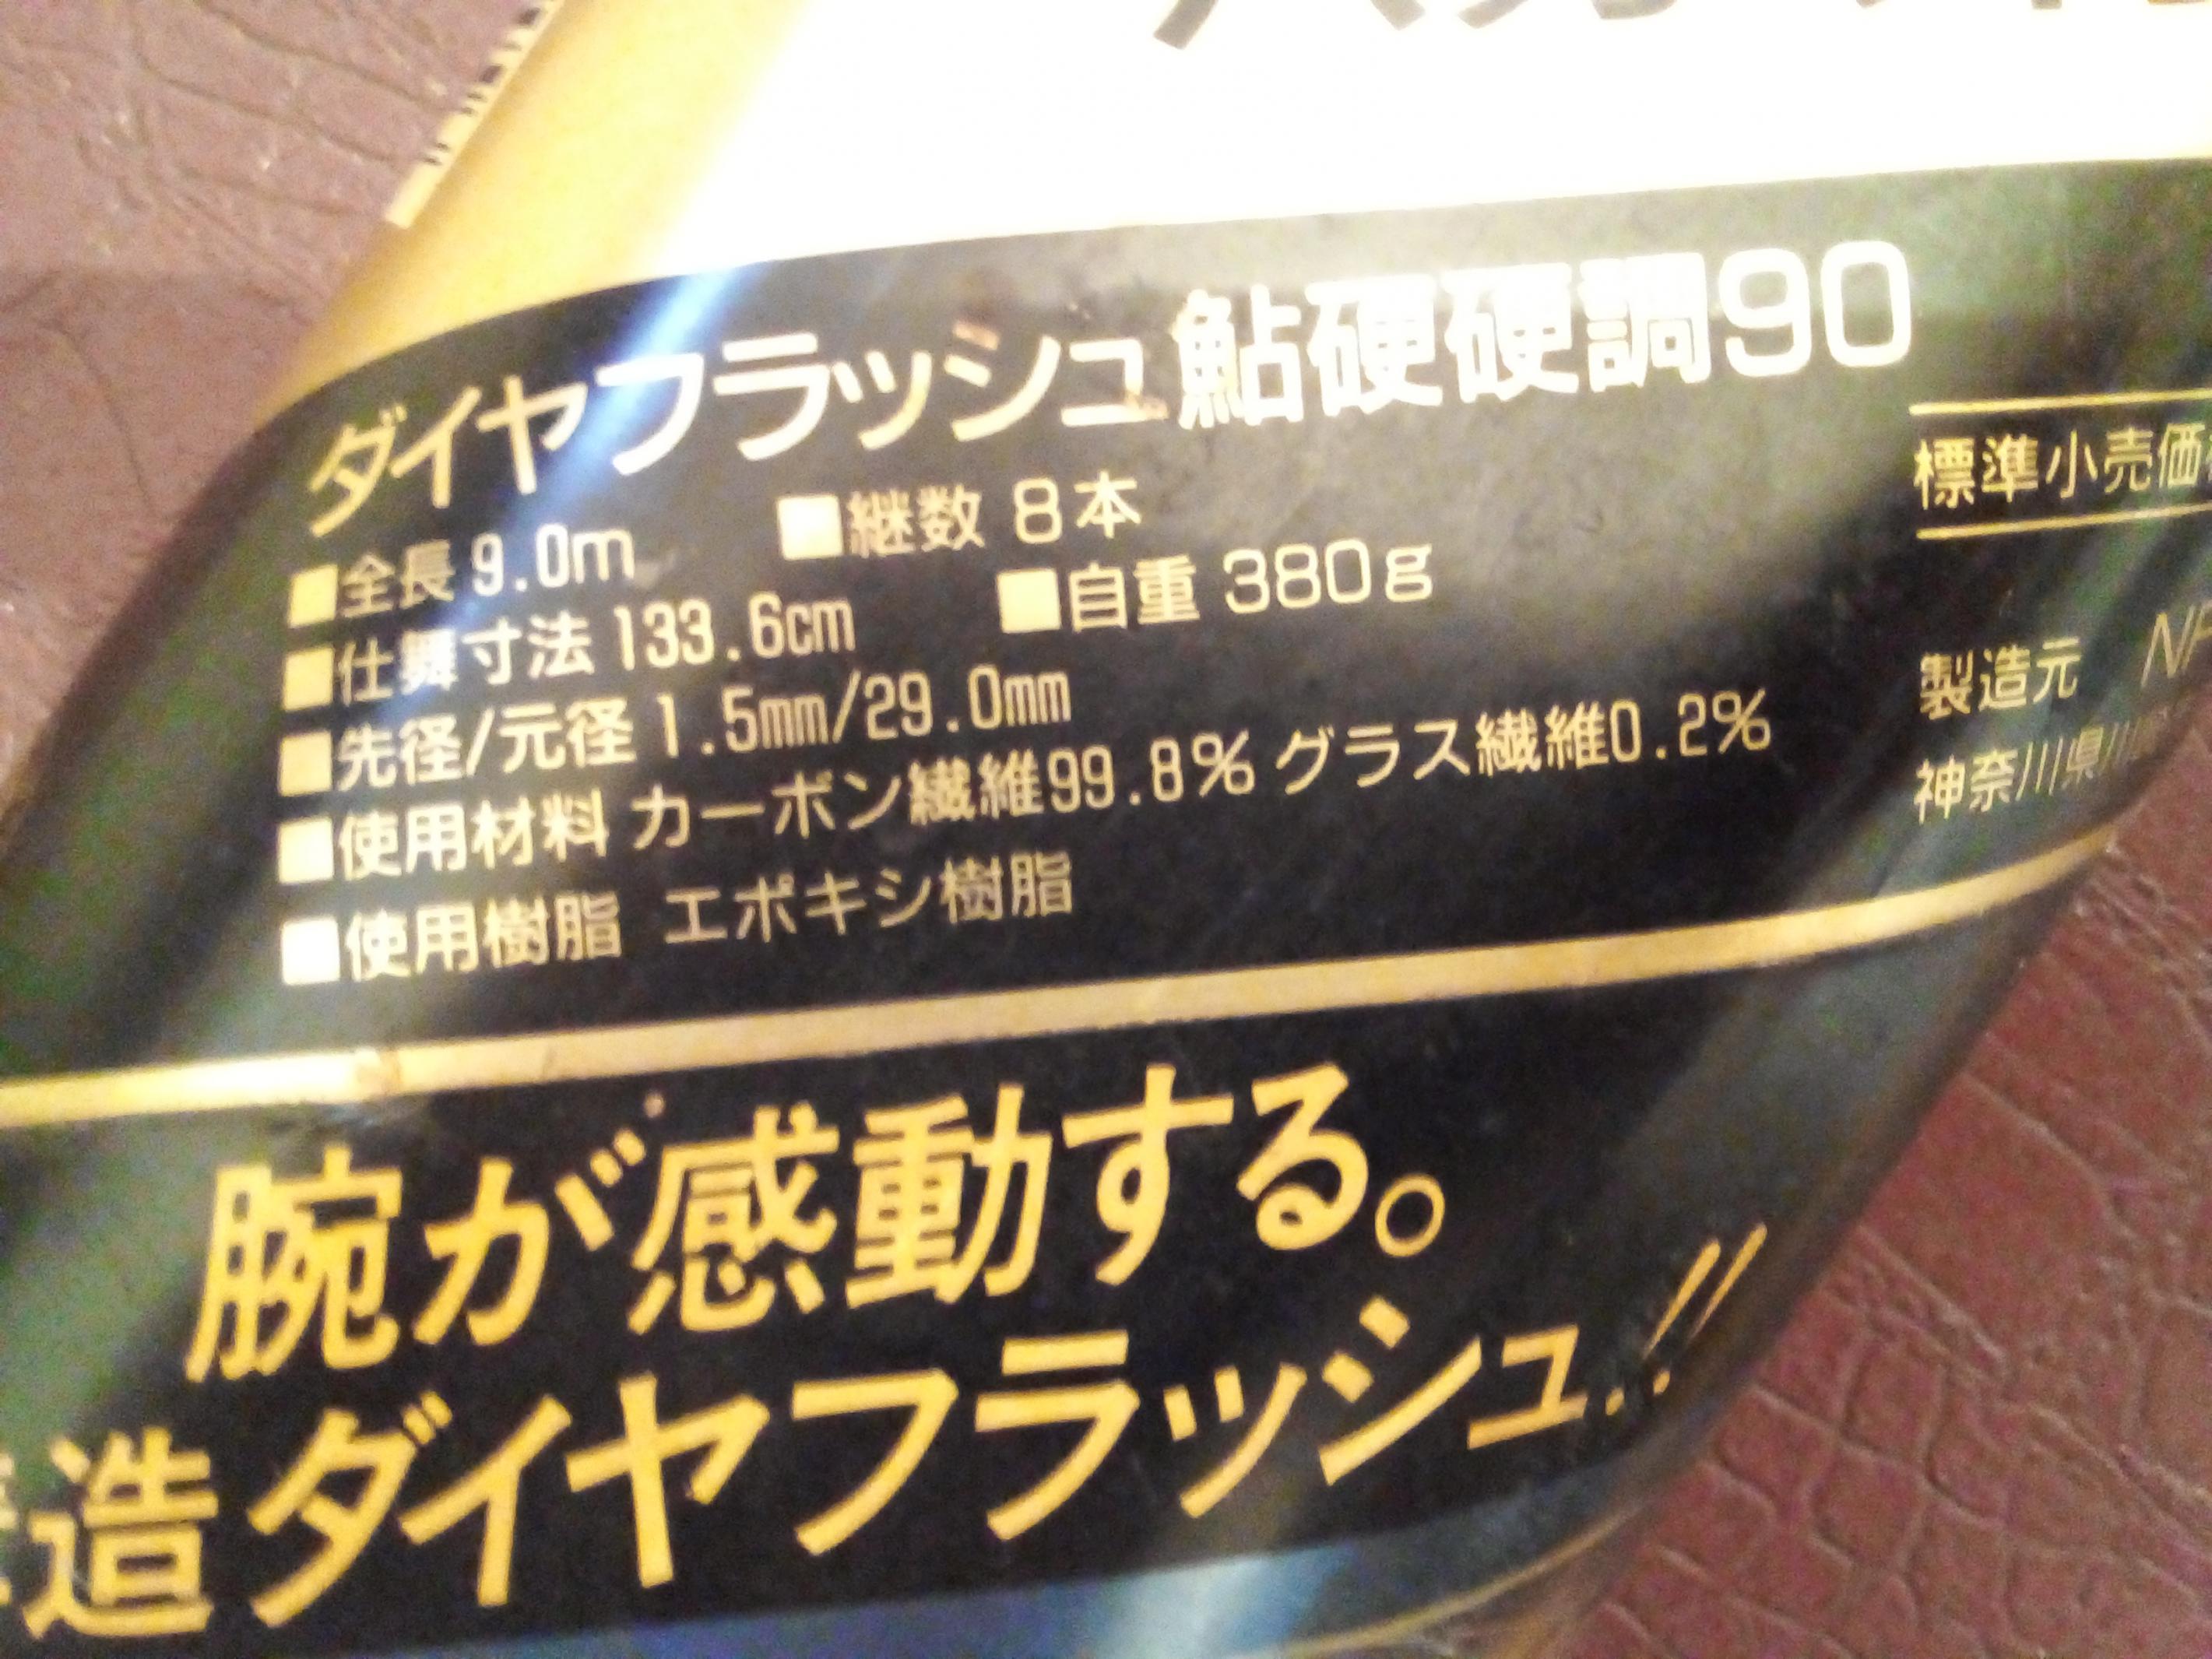 ダイヤフラッシュ鮎硬硬調90
■全長 9.0m ■継数 8本
■仕舞寸法 133.6cm ■自重 380g
■先径/元径 1.5mm/29.0mm
■使用材料 カーボン繊維99.8% グラス繊維0.2%
■使用樹脂 エポキシ樹脂
標準小売価
製造元
神奈川県川
腕が感動する。
造ダイヤフラッシュ!!